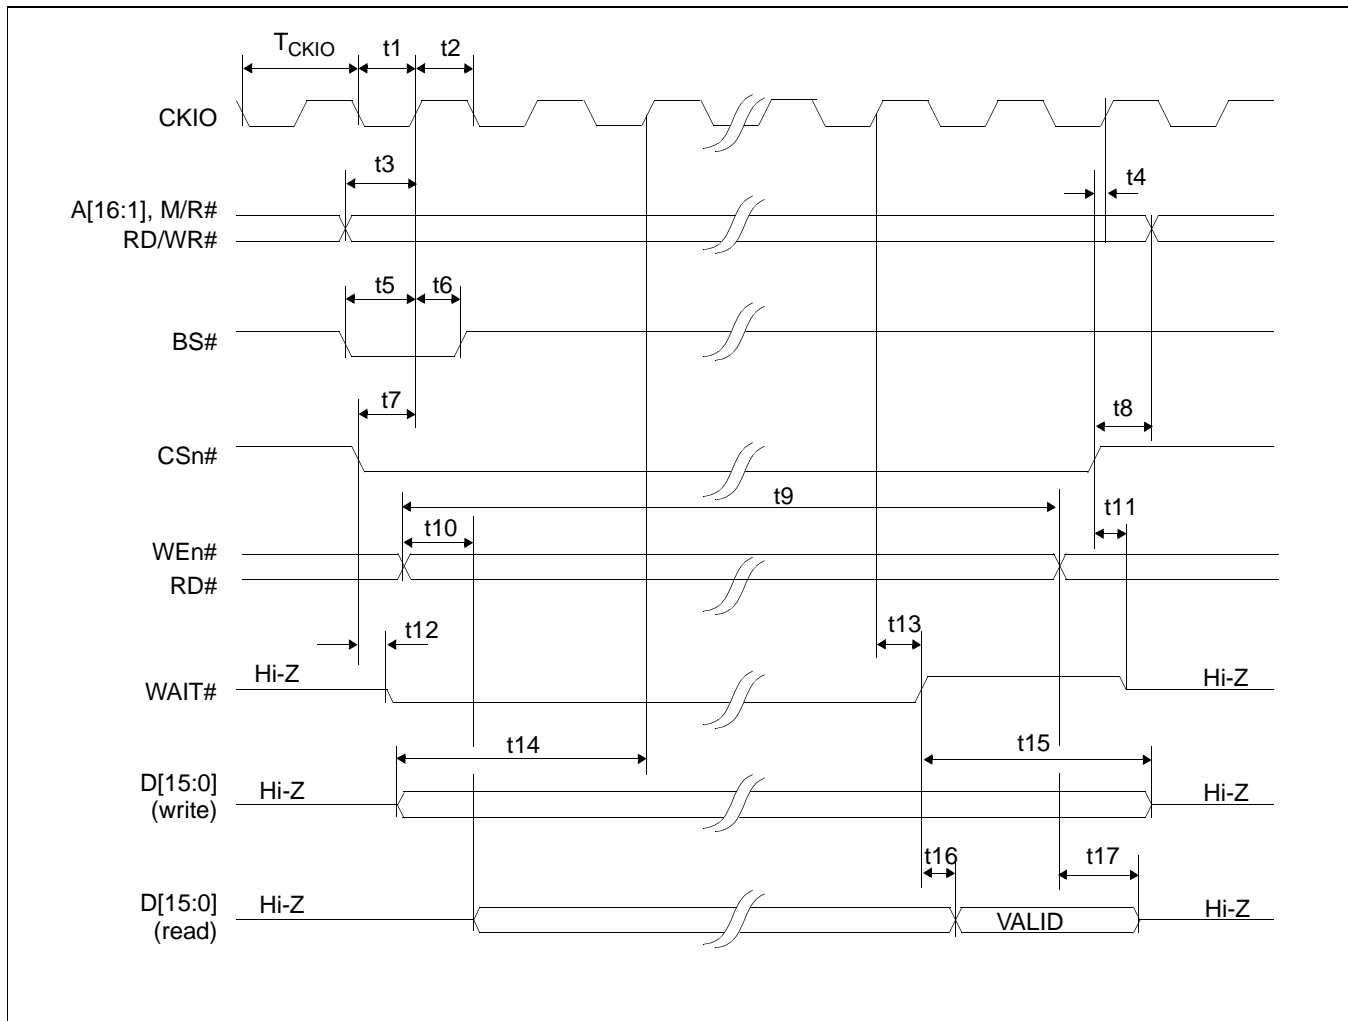 TCKIO t1 t2
CKIO
t3
t4
A[16:1], M/R#
RD/WR#
t5 t6
BS#
t7
t8
CSn#
t9
t10
t11
WEn#
RD#
t12
t13
Hi-Z
WAIT#
Hi-Z
t14
t15
D[15:0]
(write)
Hi-Z
Hi-Z
t16
t17
D[15:0]
(read)
Hi-Z
VALID
Hi-Z